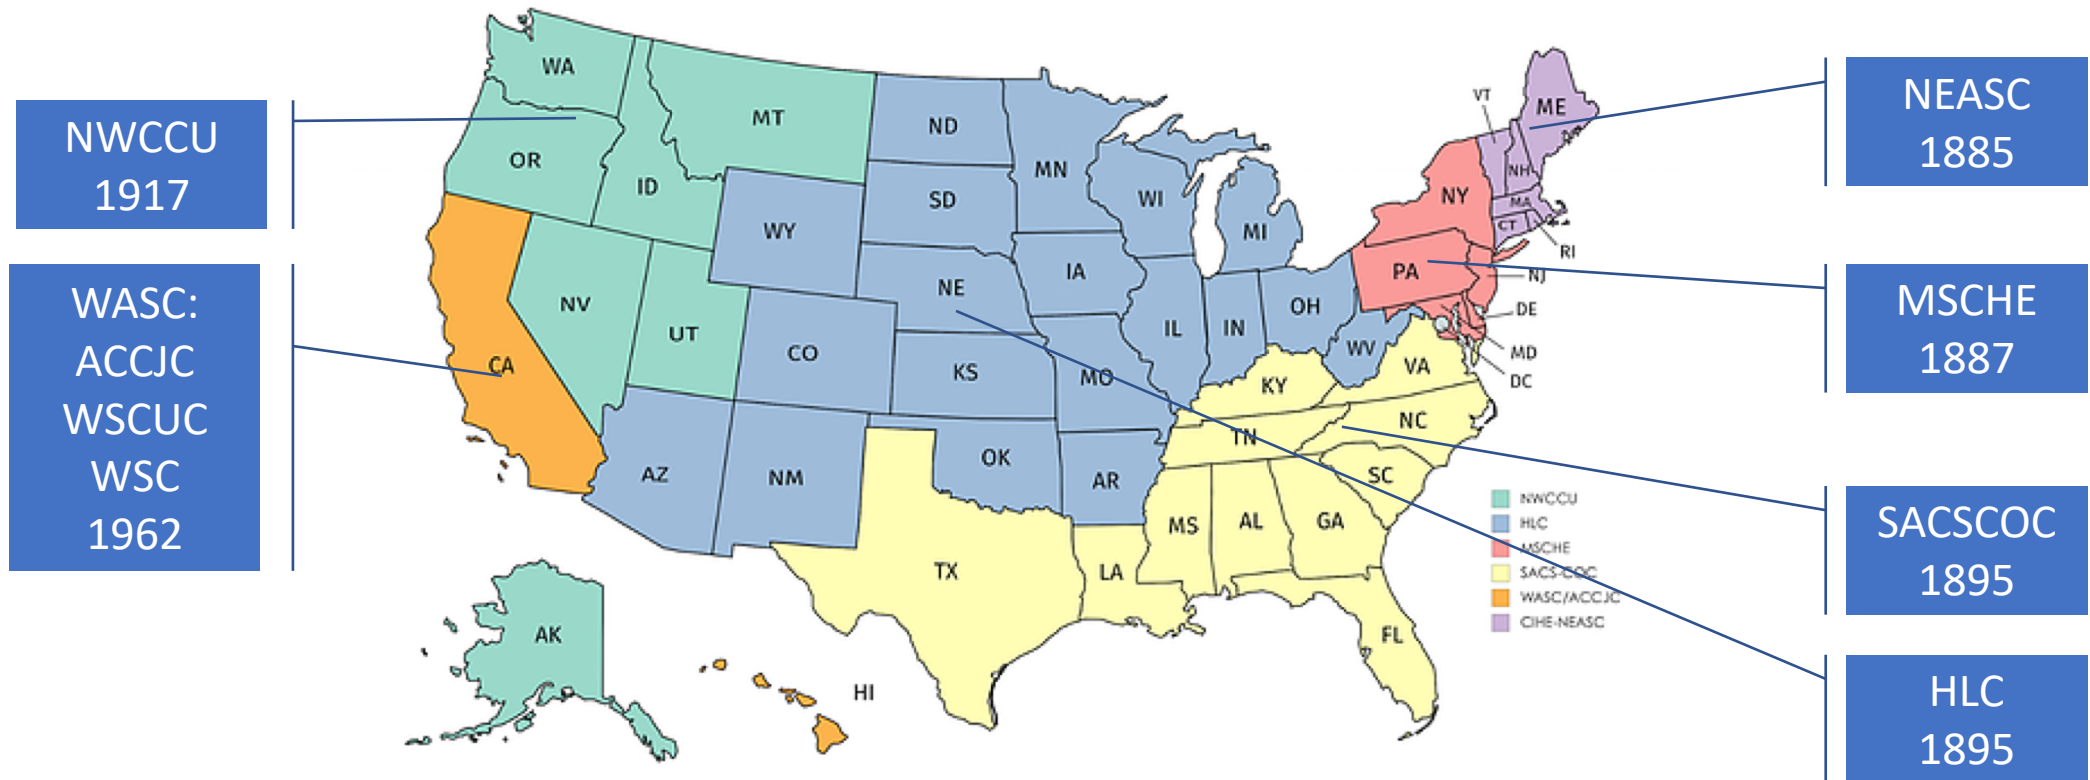 NWCCU
1917
WASC:
ACCJC
WSCUC
WSC
1962
WA
OR
ID
MT
WY
NV
UT
CO
CA
AZ
NM
ND
SD
NE
KS
OK
TX
MN
IA
MO
AR
LA
WI
IL
MI
IN
OH
KY
TN
MS
AL
GA
FL
SC
NC
VA
WV
PA
NY
VT
ME
NH
MA
CT
RI
NJ
DE
MD
DC
AK
HI
NWCCU
HLC
MSCHE
SACS-COC
WASC/ACCJC
CIHE-NEASC
NEASC
1885
MSCHE
1887
SACSCOC
1895
HLC
1895